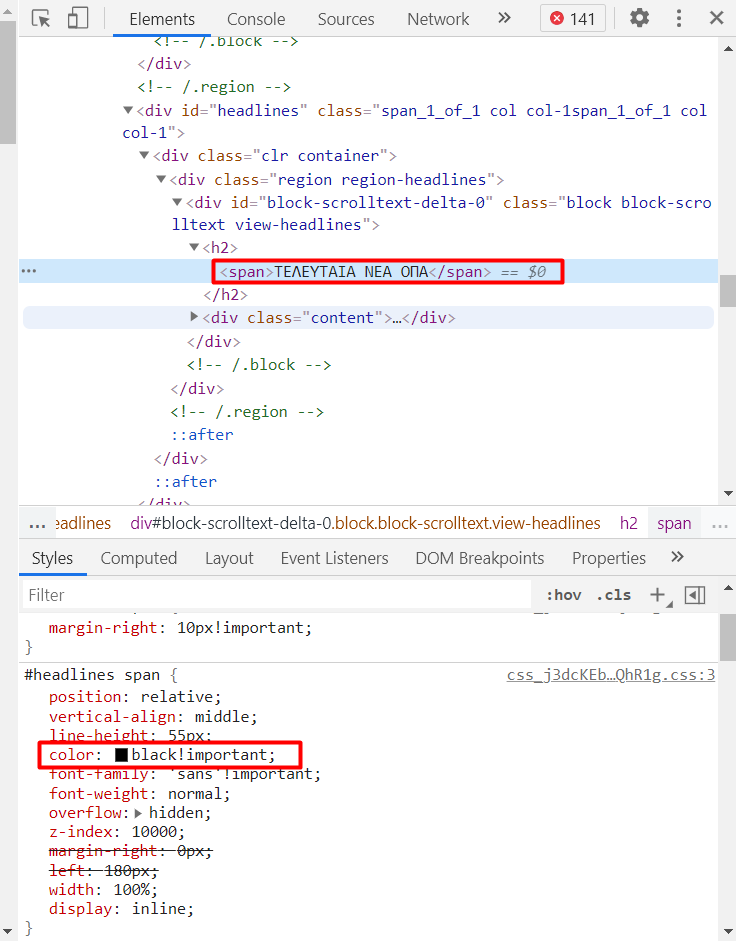 Elements Console Sources Network » 141
<!-- /.block -->
</div>
<!-- /.region -->
▼<div id="headlines" class="span_1_of_1 col col-1span_1_of_1 col
col-1">
▼<div class="clr container">
▼<div class="region region-headlines">
▼<div id="block-scrolltext-delta-0" class="block block-scro
lltext view-headlines">
▼<h2>
... <span>ΤΕΛΕΥΤΑΙΑ ΝΕΑ ΟΠΑ</span> == $0
</h2>
▶<div class="content">…</div>
</div>
<!-- /.block -->
</div>
<!-- /.region -->
::after
</div>
::after
</div>
... eadlines div#block-scrolltext-delta-0.block.block-scrolltext.view-headlines h2 span ...
Styles Computed Layout Event Listeners DOM Breakpoints Properties »
Filter :hov .cls +
margin-right: 10px!important;
}
#headlines span { css_j3dcKEb…QhR1g.css:3
position: relative;
vertical-align: middle;
line-height: 55px;
color: black!important;
font-family: 'sans'!important;
font-weight: normal;
overflow:▶ hidden;
z-index: 10000;
margin-right: 0px;
left: 180px;
width: 100%;
display: inline;
}